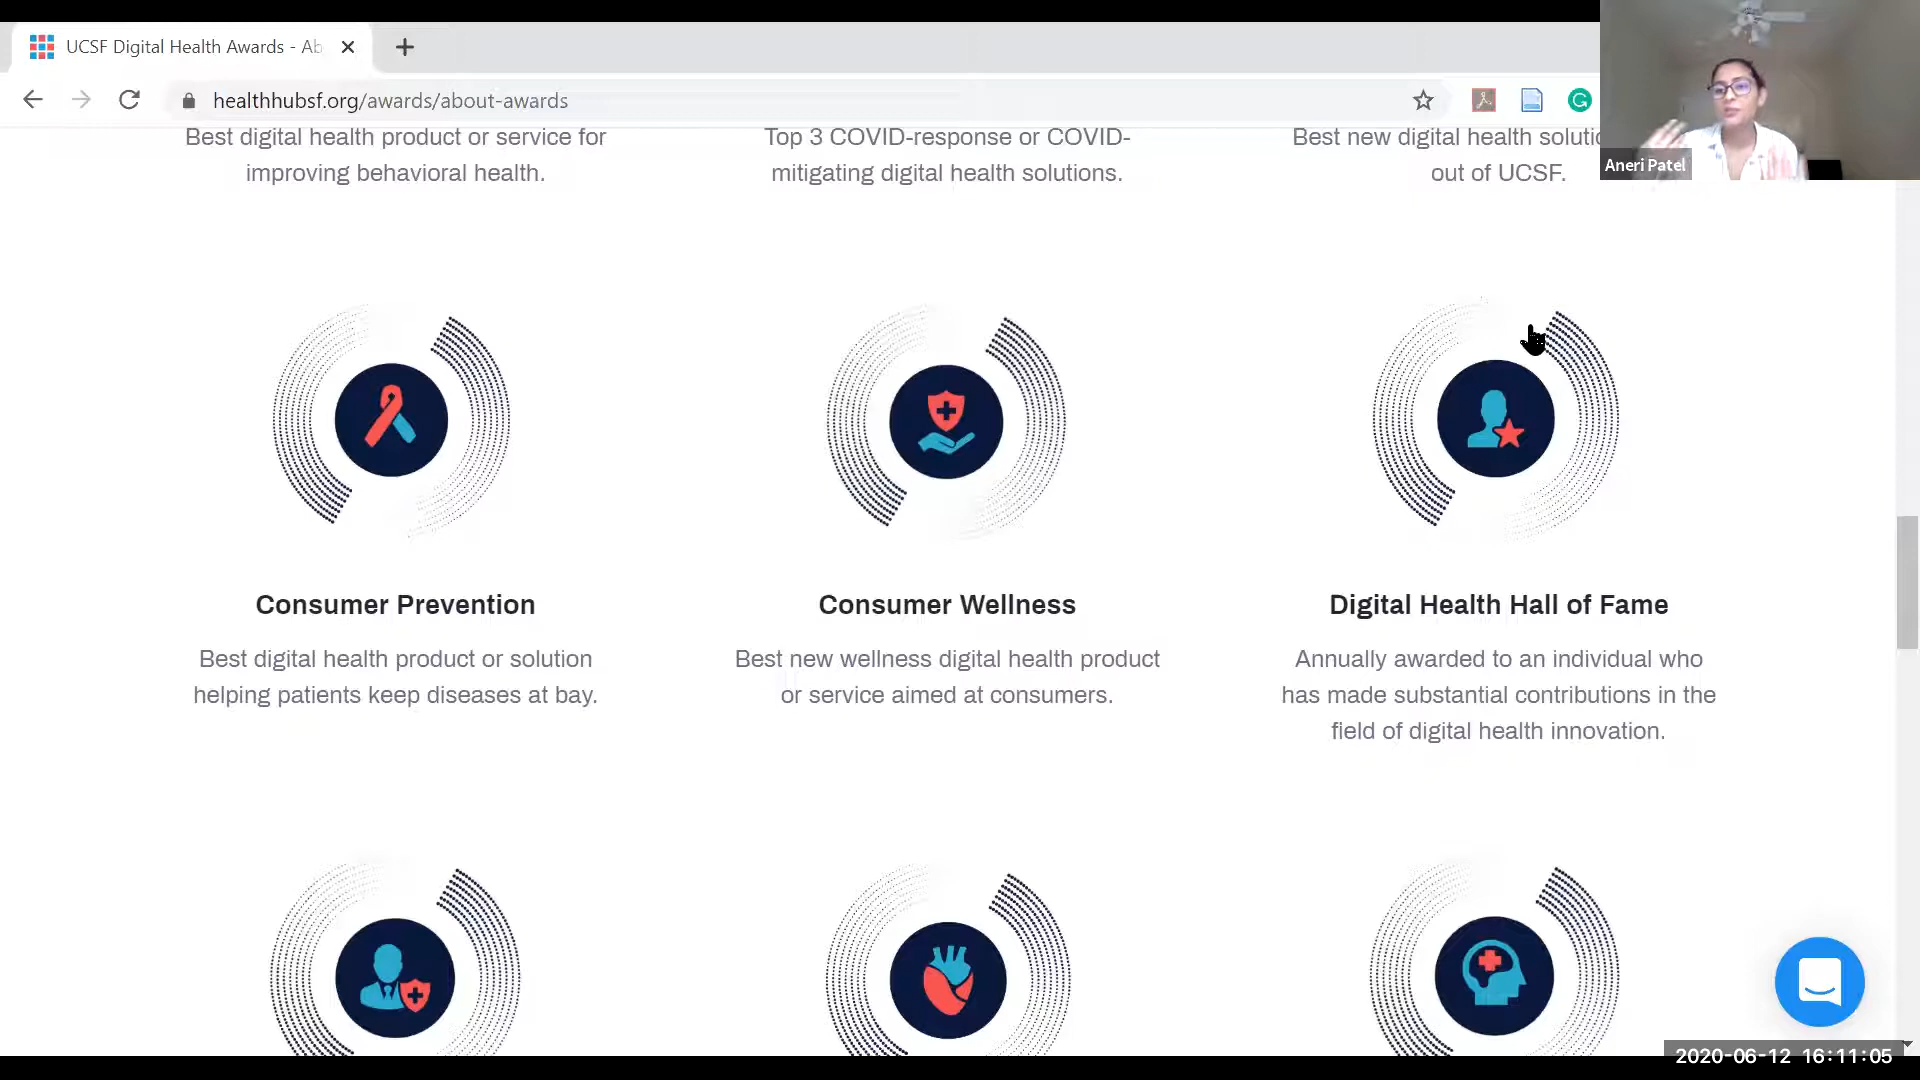 UCSF Digital Health Awards - Ab
healthhubsf.org/awards/about-awards
Aneri Patel
Best digital health product or service for
improving behavioral health.
Top 3 COVID-response or COVID-
mitigating digital health solutions.
Best new digital health solutio
out of UCSF.
Consumer Prevention
Best digital health product or solution
helping patients keep diseases at bay.
Consumer Wellness
Best new wellness digital health product
or service aimed at consumers.
Digital Health Hall of Fame
Annually awarded to an individual who
has made substantial contributions in the
field of digital health innovation.
2020-06-12 16:11:05